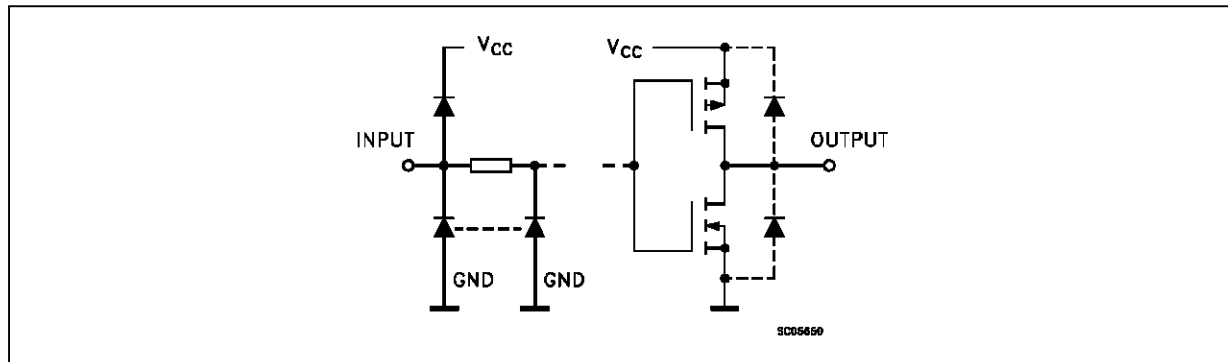 VCC
VCC
INPUT
OUTPUT
GND
GND
SC05650